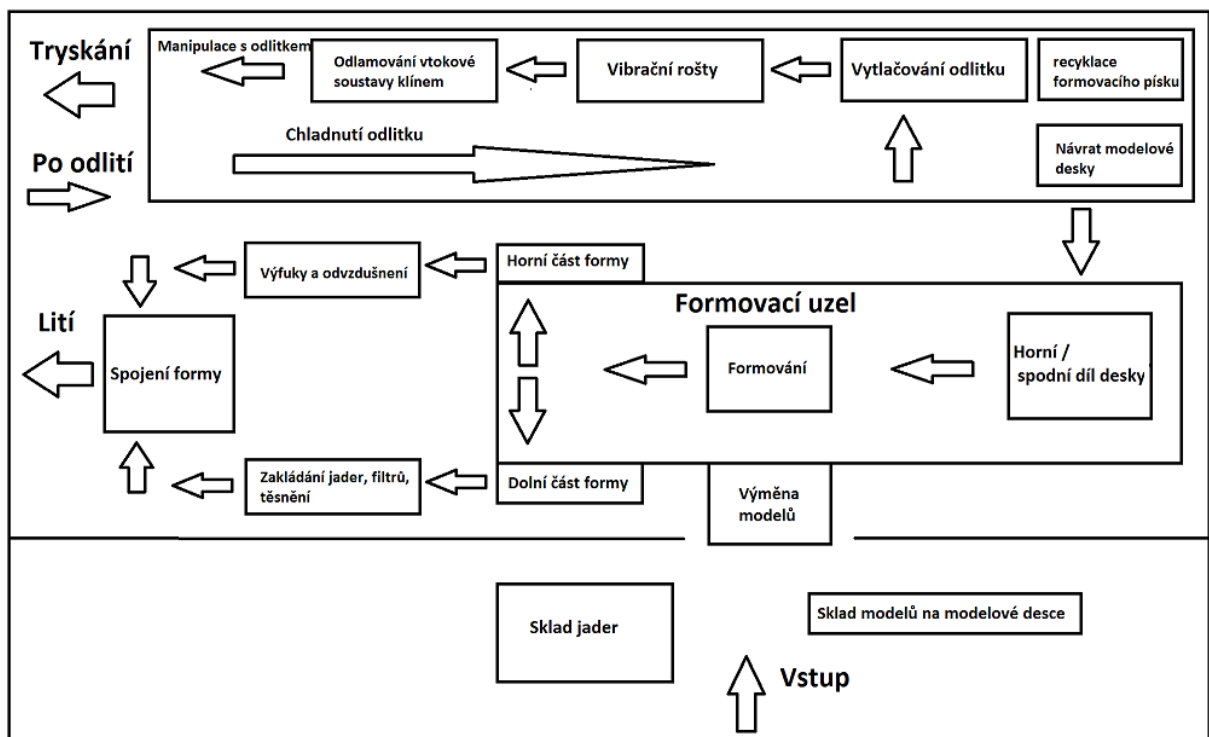 Tryskání
Manipulace s odlitkem
Odlamování vtokové
soustavy klínem
Vibrační rošty
Vytlačování odlitku
recyklace
formovacího písku
Chladnutí odlitku
Návrat modelové
desky
Po odlití
Výfuky a odvzdušnení
Horní část formy
Formovací uzel
Lití
Spojení formy
Formování
Horní /
spodní díl desky
Zakládání jader, filtrů,
těsnění
Dolní část formy
Výměna
modelů
Sklad jader
Sklad modelů na modelové desce
Vstup